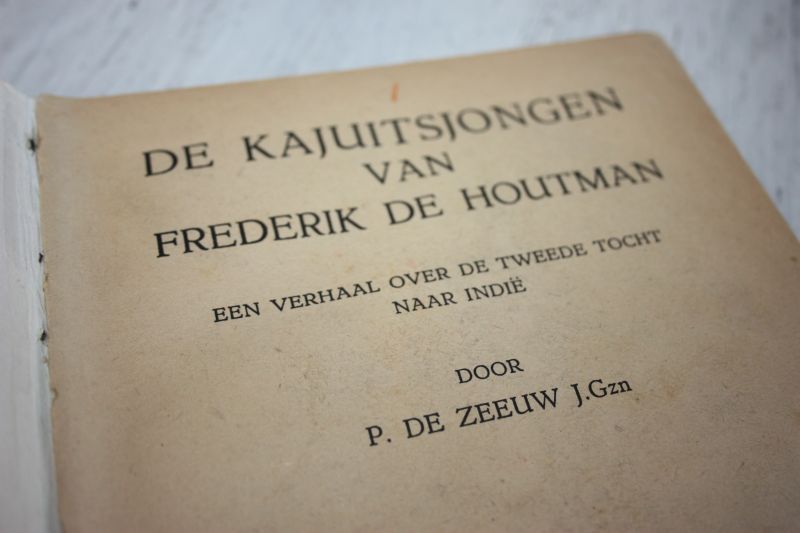 DE KAJUITSJONGEN
VAN
FREDERIK DE HOUTMAN
EEN VERHAAL OVER DE TWEEDE TOCHT
NAAR INDIË
DOOR
P. DE ZEEUW J.Gzn